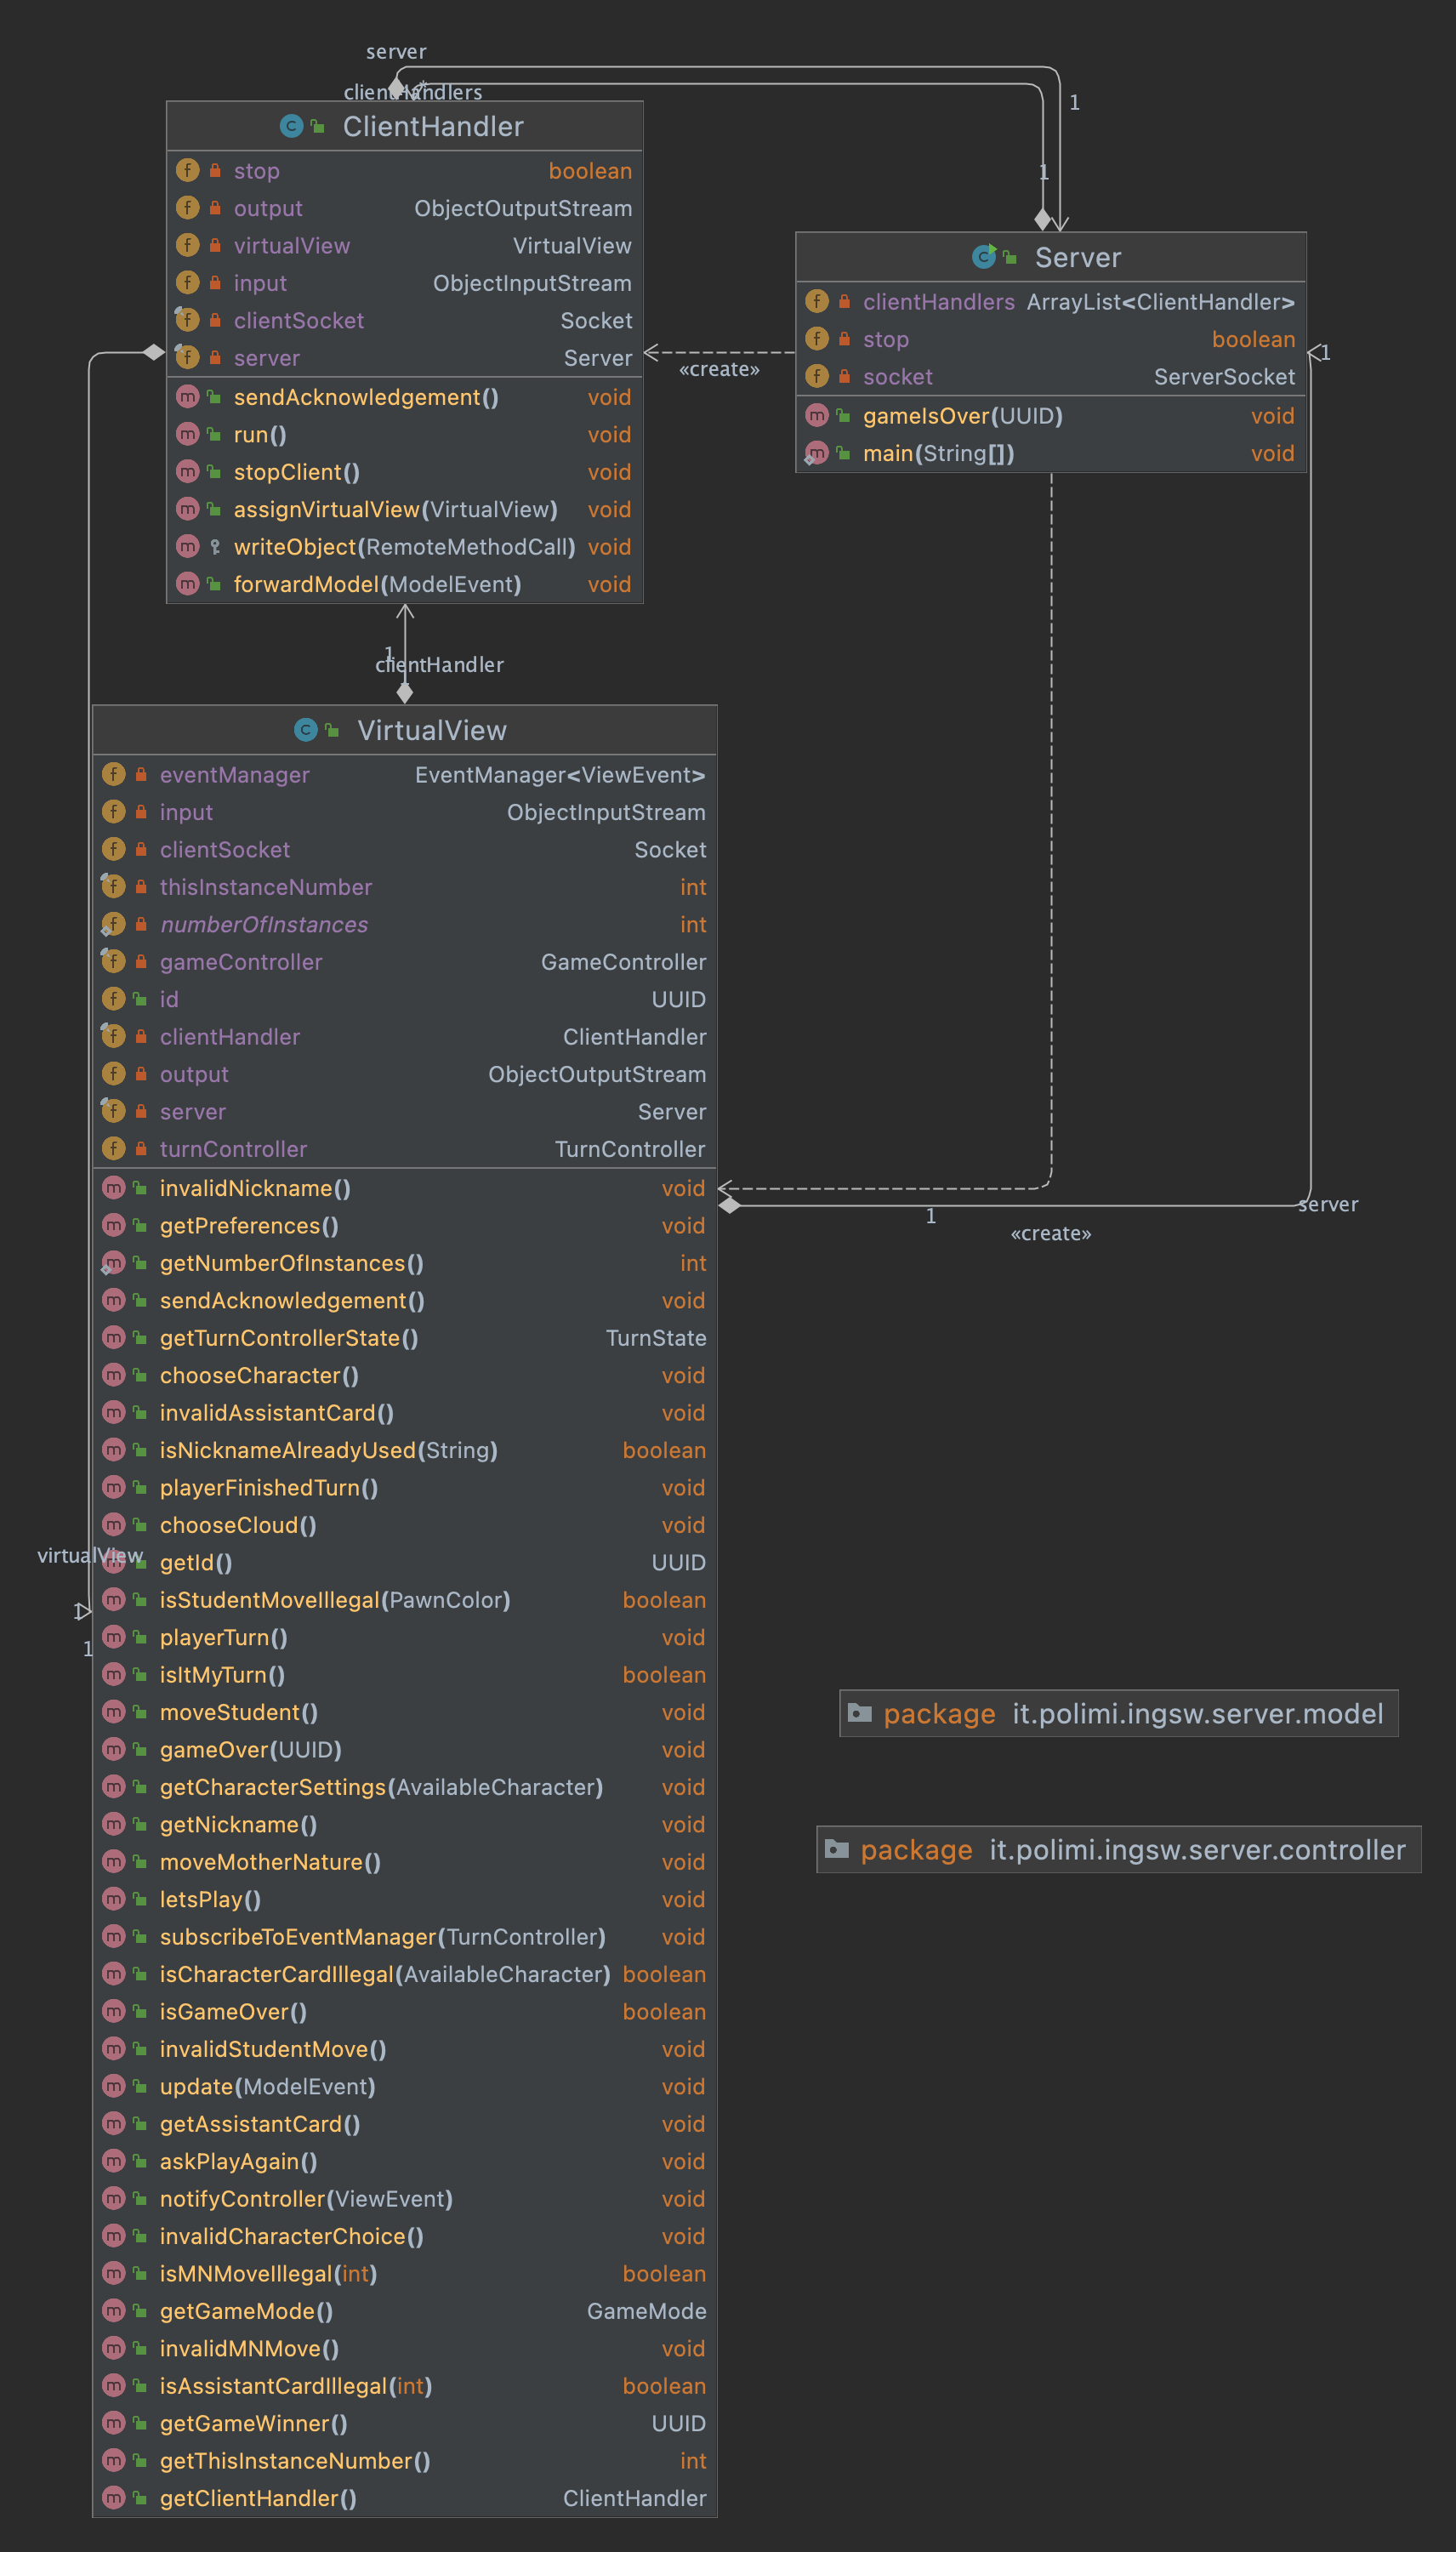 server
clientHandlers
*
1
1
ClientHandler
stop boolean
output ObjectOutputStream
virtualView VirtualView
input ObjectInputStream
clientSocket Socket
server Server
sendAcknowledgement() void
run() void
stopClient() void
assignVirtualView(VirtualView) void
writeObject(RemoteMethodCall) void
forwardModel(ModelEvent) void
Server
clientHandlers ArrayList<ClientHandler>
stop boolean
socket ServerSocket
gameIsOver(UUID) void
main(String[]) void
«create»
1
1
clientHandler
VirtualView
eventManager EventManager<ViewEvent>
input ObjectInputStream
clientSocket Socket
thisInstanceNumber int
numberOfInstances int
gameController GameController
id UUID
clientHandler ClientHandler
output ObjectOutputStream
server Server
turnController TurnController
invalidNickname() void
getPreferences() void
getNumberOfInstances() int
sendAcknowledgement() void
getTurnControllerState() TurnState
chooseCharacter() void
invalidAssistantCard() void
isNicknameAlreadyUsed(String) boolean
playerFinishedTurn() void
chooseCloud() void
getId() UUID
isStudentMoveIllegal(PawnColor) boolean
playerTurn() void
isItMyTurn() boolean
moveStudent() void
gameOver(UUID) void
getCharacterSettings(AvailableCharacter) void
getNickname() void
moveMotherNature() void
letsPlay() void
subscribeToEventManager(TurnController) void
isCharacterCardIllegal(AvailableCharacter) boolean
isGameOver() boolean
invalidStudentMove() void
update(ModelEvent) void
getAssistantCard() void
askPlayAgain() void
notifyController(ViewEvent) void
invalidCharacterChoice() void
isMNMoveIllegal(int) boolean
getGameMode() GameMode
invalidMNMove() void
isAssistantCardIllegal(int) boolean
getGameWinner() UUID
getThisInstanceNumber() int
getClientHandler() ClientHandler
1
server
«create»
virtualView
1
1
package it.polimi.ingsw.server.model
package it.polimi.ingsw.server.controller